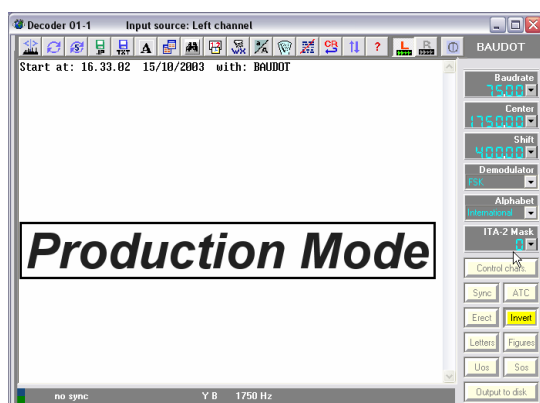 Decoder 01-1 Input source: Left channel
A TXT ? L R BAUDOT
Start at: 16.33.02 15/10/2003 with: BAUDOT
Baudrate
75.00
Center
1750.00
Shift
400.00
Demodulator
FSK
Alphabet
International
ITA-2 Mask
0
Production Mode
Control chars.
Sync ATC
Erect Invert
Letters Figures
Uos Sos
Output to disk
no sync Y B 1750 Hz